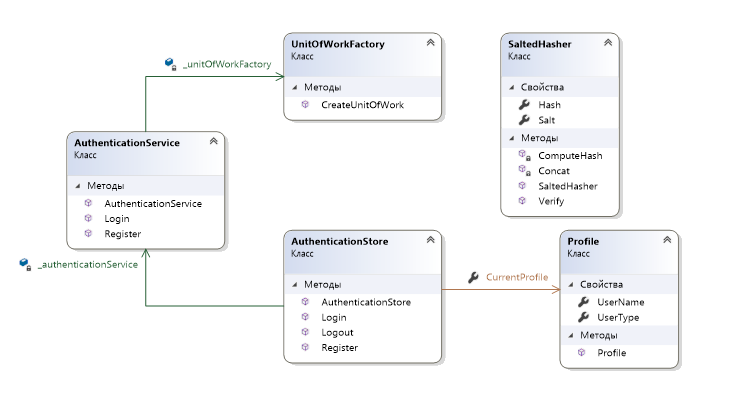 UnitOfWorkFactory
Класс
Методы
CreateUnitOfWork
SaltedHasher
Класс
Свойства
Hash
Salt
Методы
ComputeHash
Concat
SaltedHasher
Verify
_unitOfWorkFactory
AuthenticationService
Класс
Методы
AuthenticationService
Login
Register
_authenticationService
AuthenticationStore
Класс
Методы
AuthenticationStore
Login
Logout
Register
CurrentProfile
Profile
Класс
Свойства
UserName
UserType
Методы
Profile